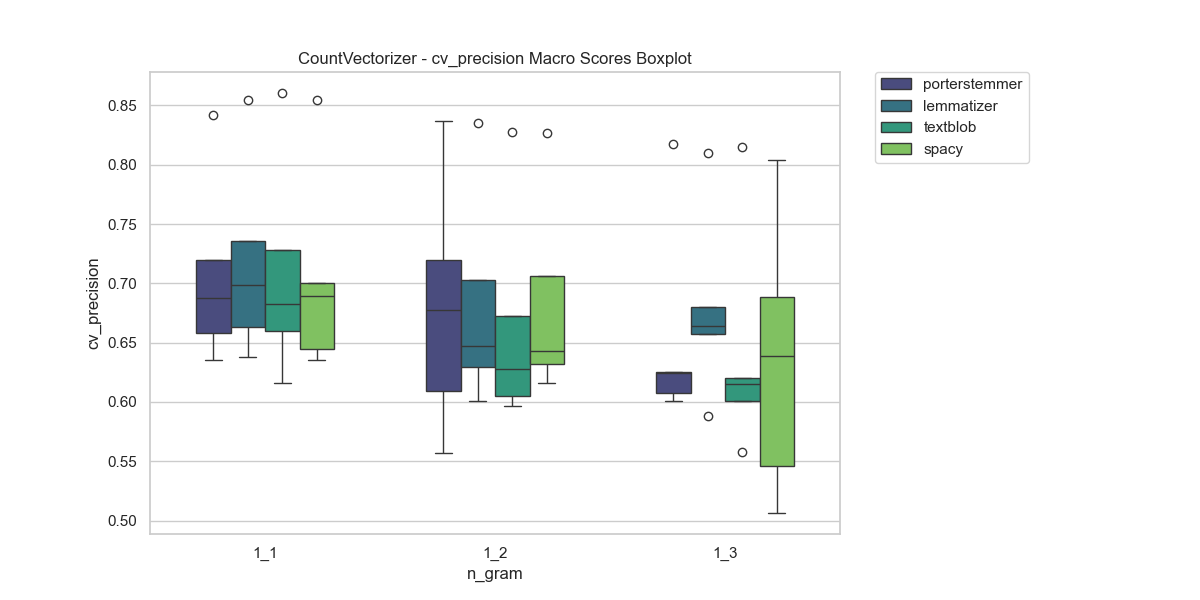 CountVectorizer - cv_precision Macro Scores Boxplot
porterstemmer
lemmatizer
textblob
spacy
cv_precision
0.85
0.80
0.75
0.70
0.65
0.60
0.55
0.50
1_1
1_2
1_3
n_gram